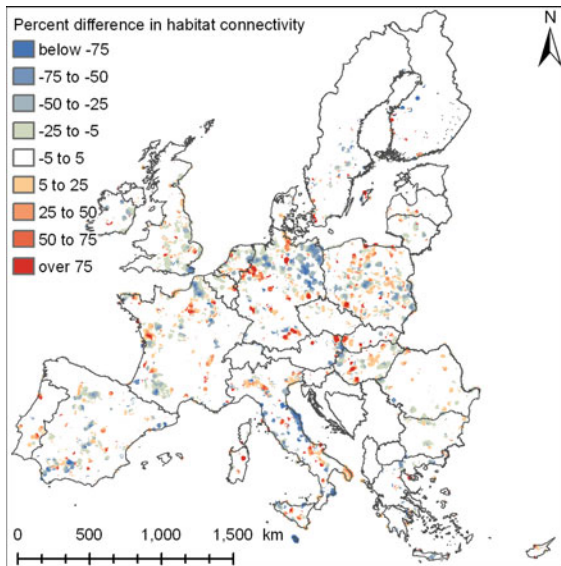 Percent difference in habitat connectivity
N
below -75
-75 to -50
-50 to -25
-25 to -5
-5 to 5
5 to 25
25 to 50
50 to 75
over 75
0 500 1,000 1,500 km